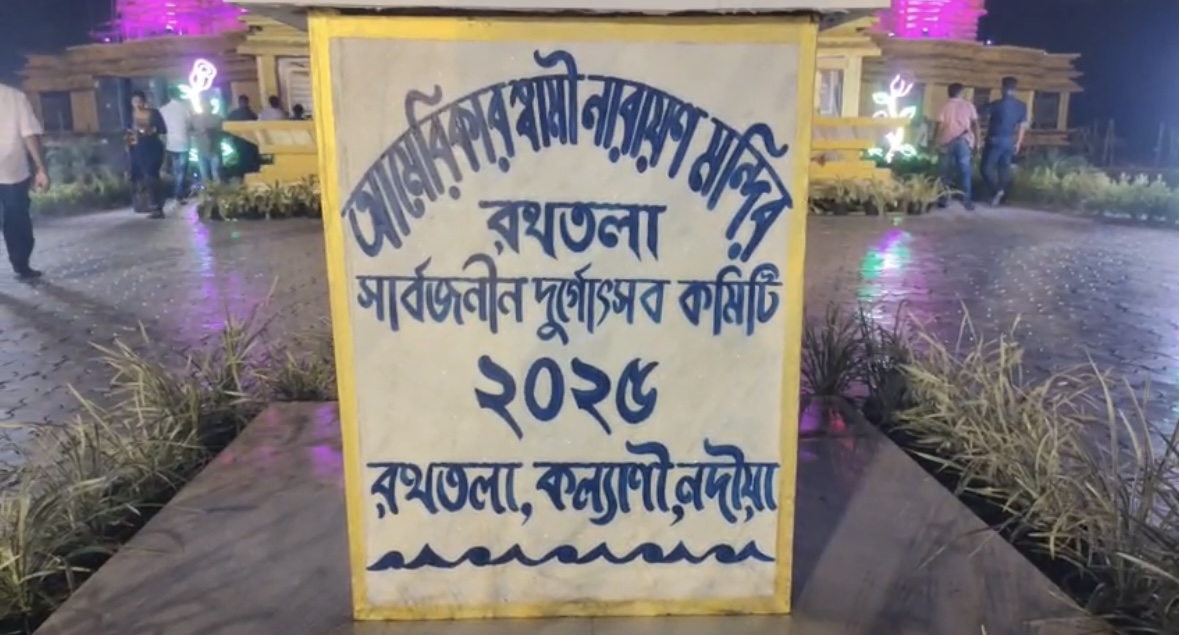 আমেরিকার স্বামী নারায়ণ মন্দির
রথতলা
সার্বজনীন দুর্গোৎসব কমিটি
২০২৫
রথতলা, কল্যাণী, নদীয়া